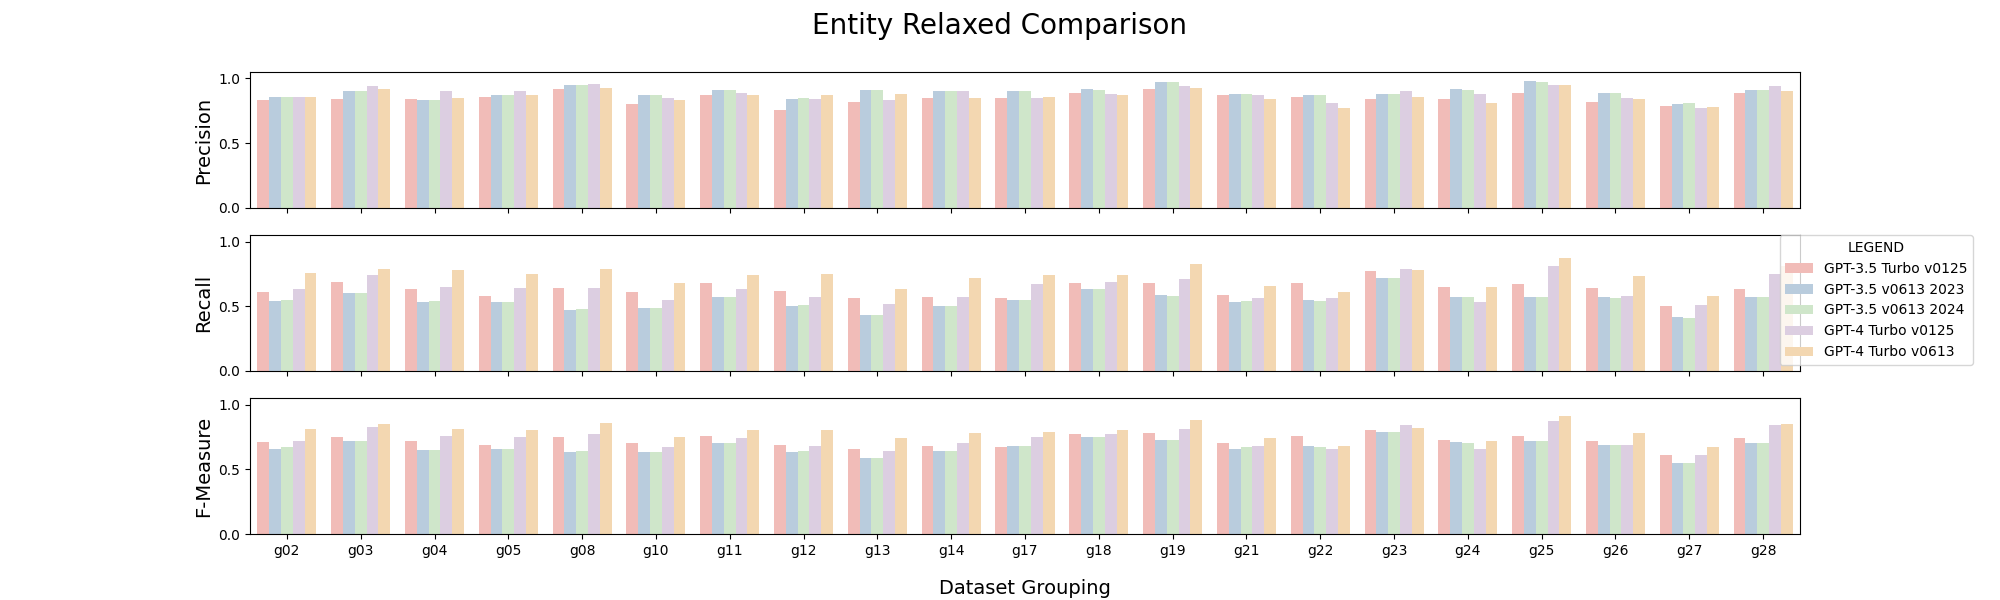 Entity Relaxed Comparison
Precision
1.0
0.5
0.0
Recall
1.0
0.5
0.0
LEGEND
GPT-3.5 Turbo v0125
GPT-3.5 v0613 2023
GPT-3.5 v0613 2024
GPT-4 Turbo v0125
GPT-4 Turbo v0613
F-Measure
1.0
0.5
0.0
g02 g03 g04 g05 g08 g10 g11 g12 g13 g14 g17 g18 g19 g21 g22 g23 g24 g25 g26 g27 g28
Dataset Grouping